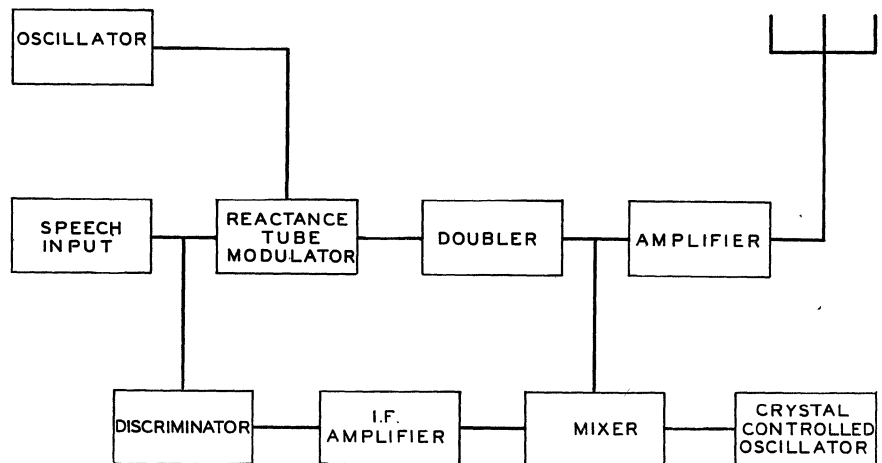 OSCILLATOR
SPEECH
INPUT
REACTANCE
TUBE
MODULATOR
DOUBLER
AMPLIFIER
DISCRIMINATOR
I.F.
AMPLIFIER
MIXER
CRYSTAL
CONTROLLED
OSCILLATOR